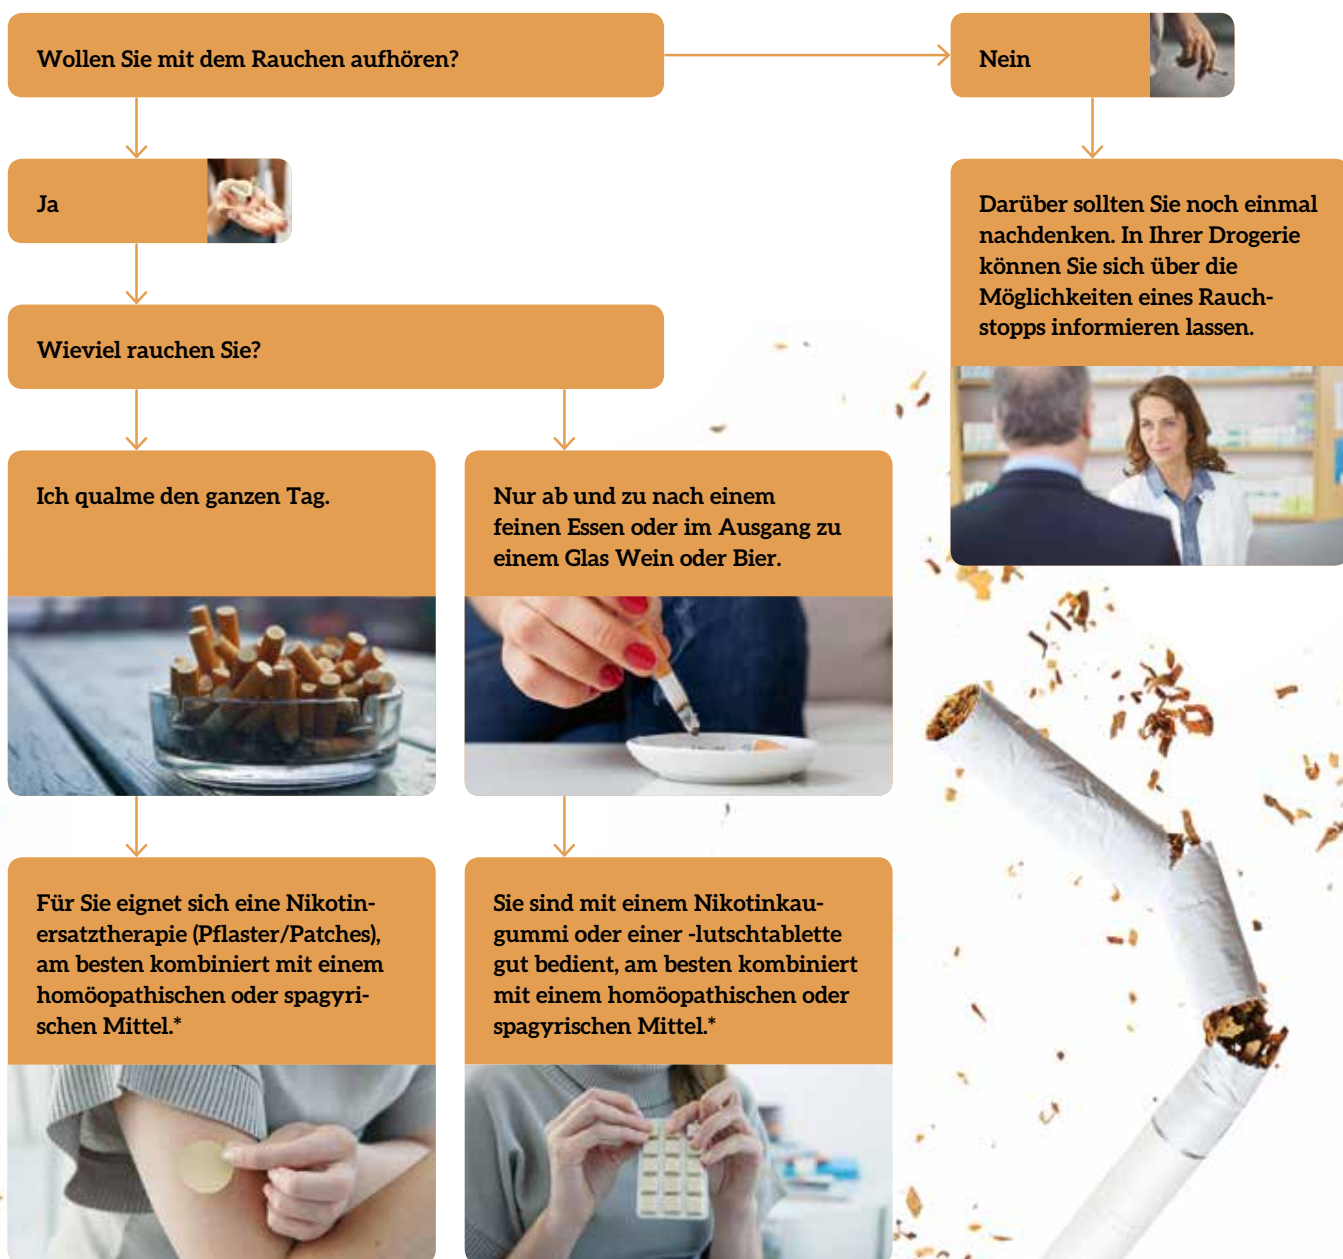 Wollen Sie mit dem Rauchen aufhören?
Nein
Ja
Darüber sollten Sie noch einmal
nachdenken. In Ihrer Drogerie
können Sie sich über die
Möglichkeiten eines Rauch-
stopps informieren lassen.
Wieviel rauchen Sie?
Ich qualme den ganzen Tag.
Nur ab und zu nach einem
feinen Essen oder im Ausgang zu
einem Glas Wein oder Bier.
Für Sie eignet sich eine Nikotin-
ersatztherapie (Pflaster/Patches),
am besten kombiniert mit einem
homöopathischen oder spagyri-
schen Mittel.*
Sie sind mit einem Nikotinkau-
gummi oder einer -lutschtablette
gut bedient, am besten kombiniert
mit einem homöopathischen oder
spagyrischen Mittel.*